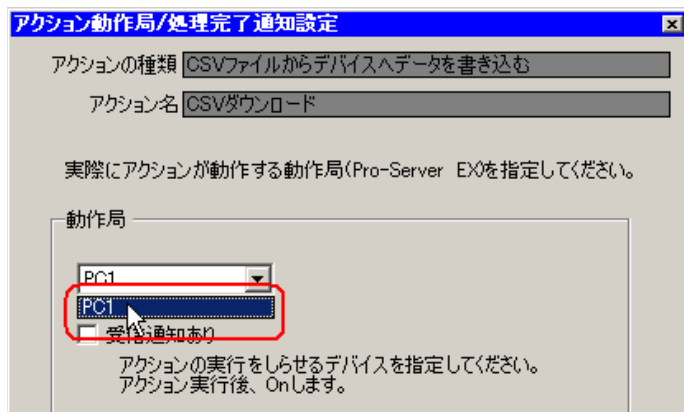 アクション動作局/処理完了通知設定
アクションの種類 CSVファイルからデバイスへデータを書き込む
アクション名 CSVダウンロード
実際にアクションが動作する動作局(Pro-Server EX)を指定してください。
動作局
PC1
PC1
受信通知あり
アクションの実行をしらせるデバイスを指定してください。
アクション実行後、Onします。